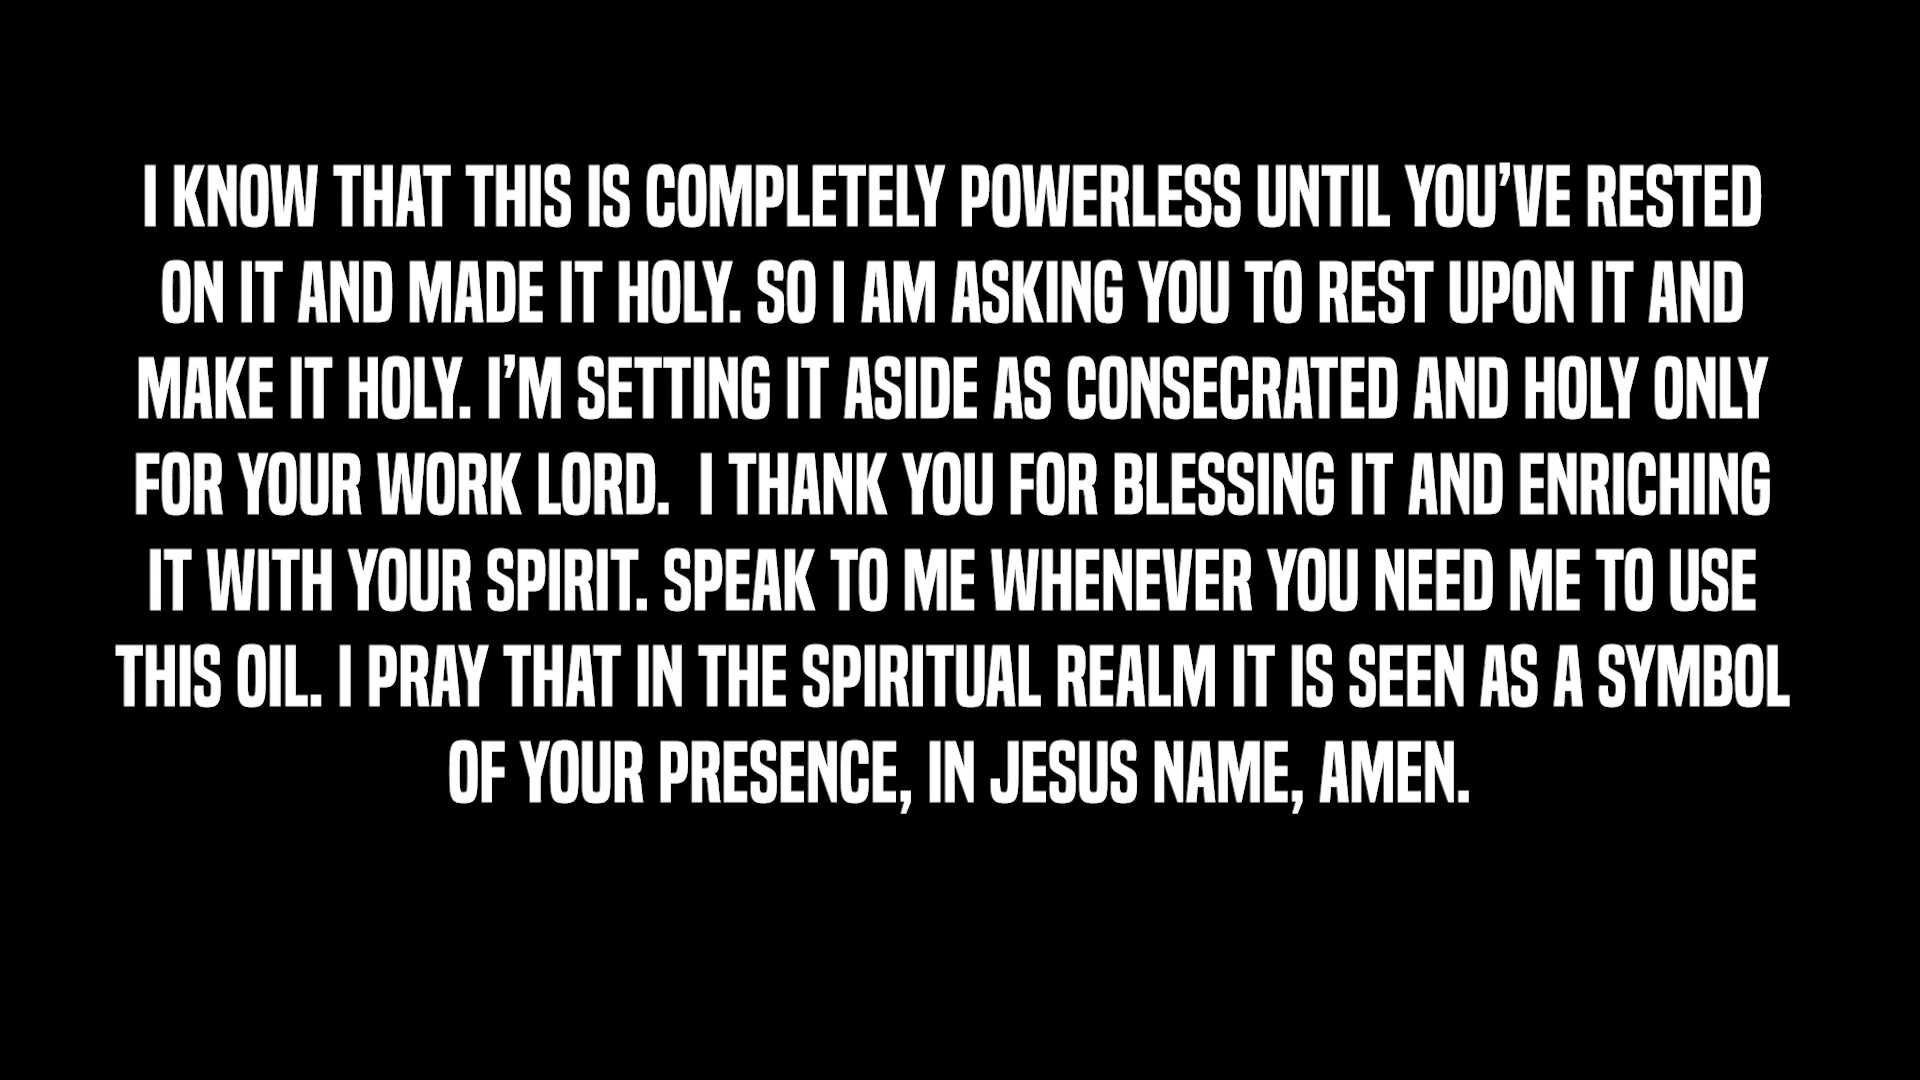 I KNOW THAT THIS IS COMPLETELY POWERLESS UNTIL YOU’VE RESTED
ON IT AND MADE IT HOLY. SO I AM ASKING YOU TO REST UPON IT AND
MAKE IT HOLY. I’M SETTING IT ASIDE AS CONSECRATED AND HOLY ONLY
FOR YOUR WORK LORD.  I THANK YOU FOR BLESSING IT AND ENRICHING
IT WITH YOUR SPIRIT. SPEAK TO ME WHENEVER YOU NEED ME TO USE
THIS OIL. I PRAY THAT IN THE SPIRITUAL REALM IT IS SEEN AS A SYMBOL
OF YOUR PRESENCE, IN JESUS NAME, AMEN.